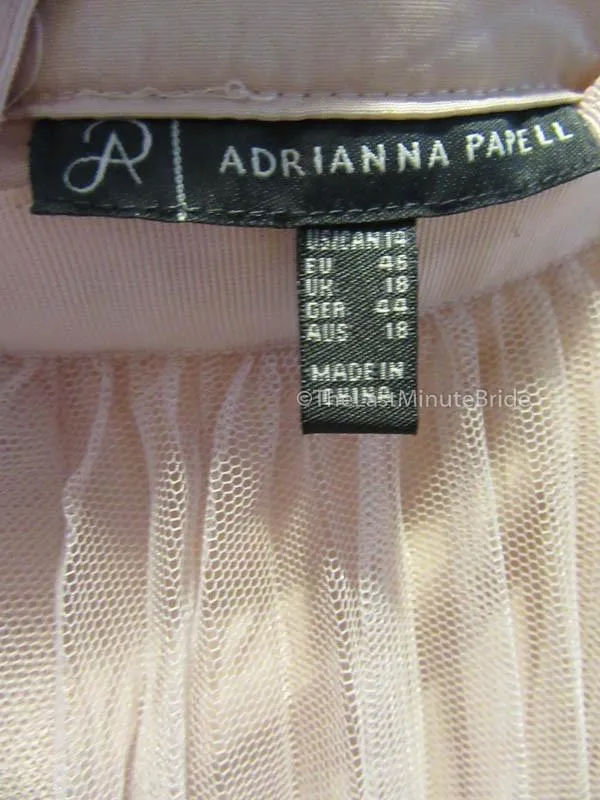 AP
ADRIANNA PAPELL
US/CAN 14
EU 46
UK 18
GER 44
AUS 18
MADE IN
CHINA
©TheLastMinuteBride